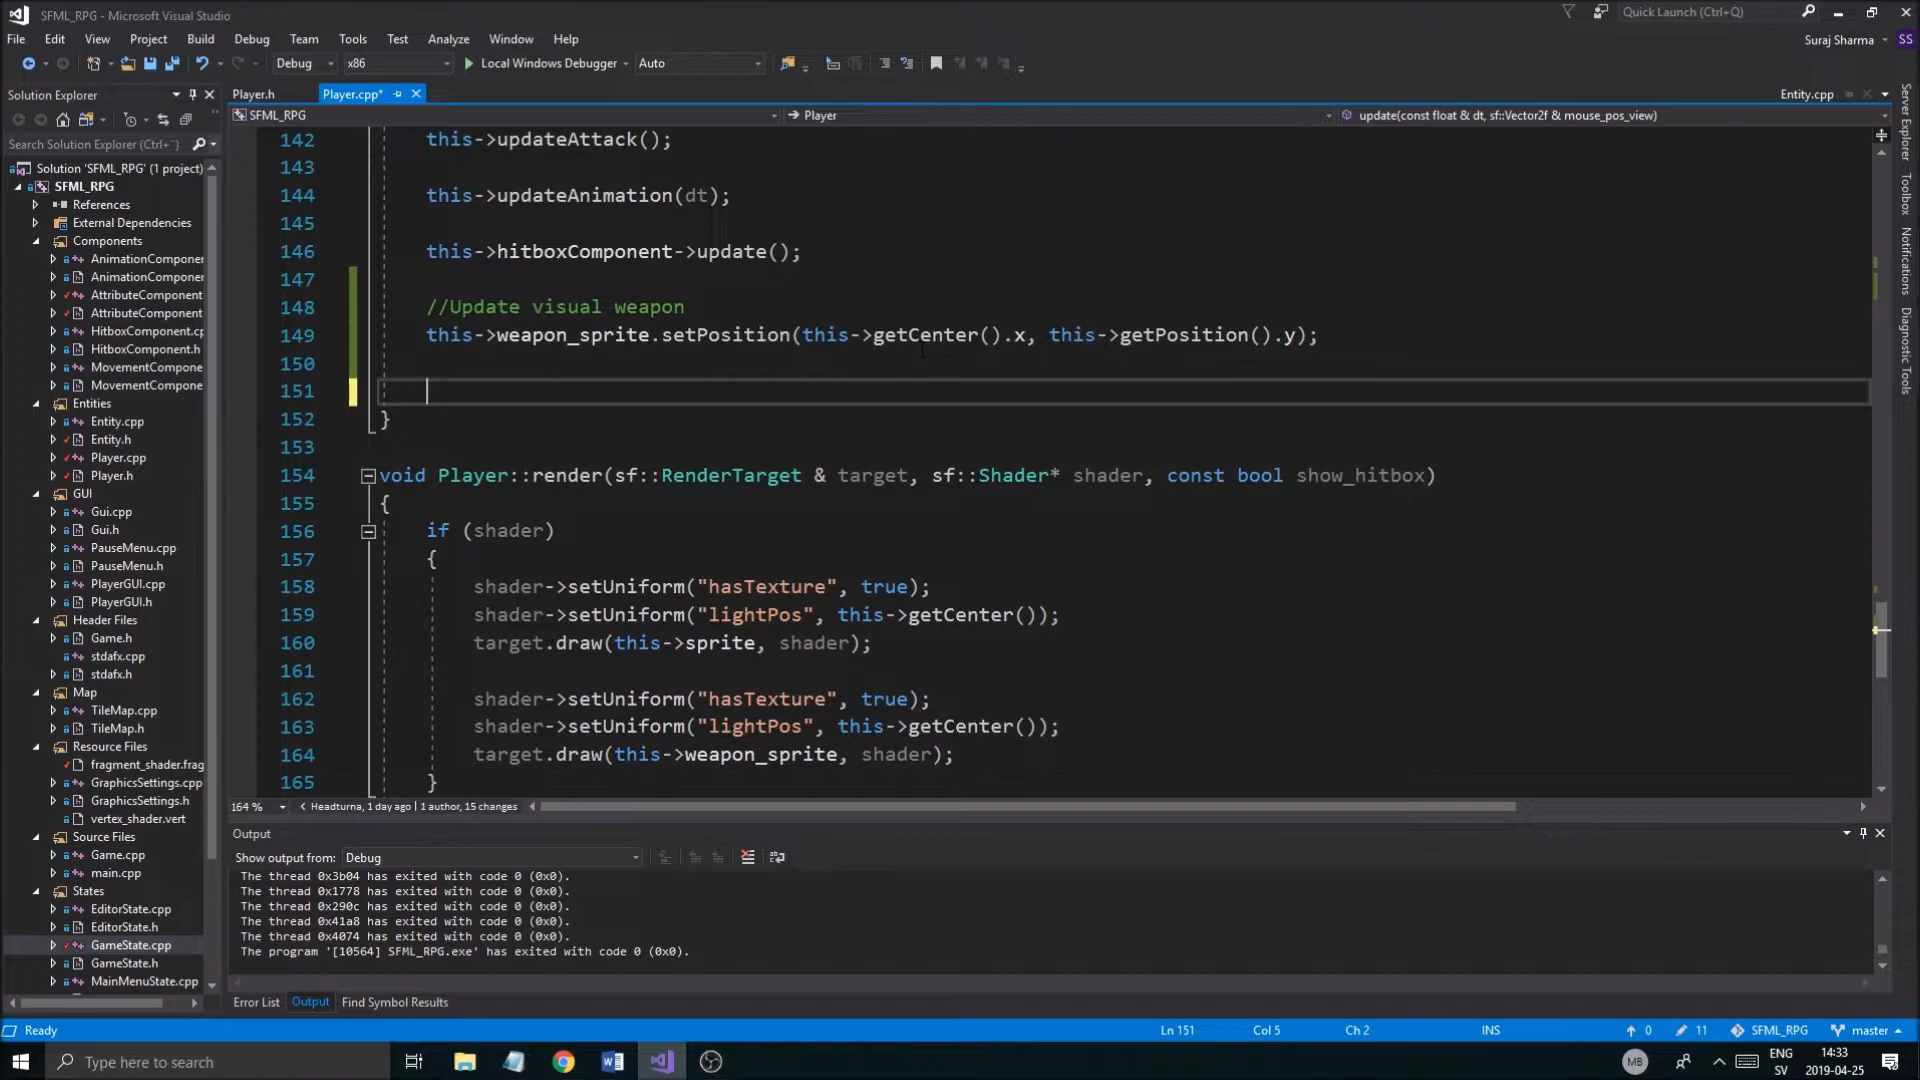 SFML_RPG - Microsoft Visual Studio
Quick Launch (Ctrl+Q)
File Edit View Project Build Debug Team Tools Test Analyze Window Help
Suraj Sharma SS
Debug x86 Local Windows Debugger Auto
Solution Explorer
Player.h Player.cpp* Entity.cpp
SFML_RPG Player update(const float & dt, sf::Vector2f & mouse_pos_view)
Search Solution Explorer (Ctrl+¨)
Solution 'SFML_RPG' (1 project)
SFML_RPG
References
External Dependencies
Components
AnimationComponen
AnimationComponen
AttributeComponent
AttributeComponent
HitboxComponent.cp
HitboxComponent.h
MovementCompone
MovementCompone
Entities
Entity.cpp
Entity.h
Player.cpp
Player.h
GUI
Gui.cpp
Gui.h
PauseMenu.cpp
PauseMenu.h
PlayerGUI.cpp
PlayerGUI.h
Header Files
Game.h
stdafx.cpp
stdafx.h
Map
TileMap.cpp
TileMap.h
Resource Files
fragment_shader.frag
GraphicsSettings.cpp
GraphicsSettings.h
vertex_shader.vert
Source Files
Game.cpp
main.cpp
States
EditorState.cpp
EditorState.h
GameState.cpp
GameState.h
MainMenuState.cpp
142 this->updateAttack();
143
144 this->updateAnimation(dt);
145
146 this->hitboxComponent->update();
147
148 //Update visual weapon
149 this->weapon_sprite.setPosition(this->getCenter().x, this->getPosition().y);
150
151
152 }
153
154 void Player::render(sf::RenderTarget & target, sf::Shader* shader, const bool show_hitbox)
155 {
156 if (shader)
157 {
158 shader->setUniform("hasTexture", true);
159 shader->setUniform("lightPos", this->getCenter());
160 target.draw(this->sprite, shader);
161
162 shader->setUniform("hasTexture", true);
163 shader->setUniform("lightPos", this->getCenter());
164 target.draw(this->weapon_sprite, shader);
165 }
164 % Headturna, 1 day ago | 1 author, 15 changes
Output
Show output from: Debug
The thread 0x3b04 has exited with code 0 (0x0).
The thread 0x1778 has exited with code 0 (0x0).
The thread 0x290c has exited with code 0 (0x0).
The thread 0x41a8 has exited with code 0 (0x0).
The thread 0x4074 has exited with code 0 (0x0).
The program '[10564] SFML_RPG.exe' has exited with code 0 (0x0).
Error List Output Find Symbol Results
Server Explorer
Toolbox
Notifications
Diagnostic Tools
Ready Ln 151 Col 5 Ch 2 INS 0 11 SFML_RPG master
Type here to search
MB
ENG
SV
14:33
2019-04-25